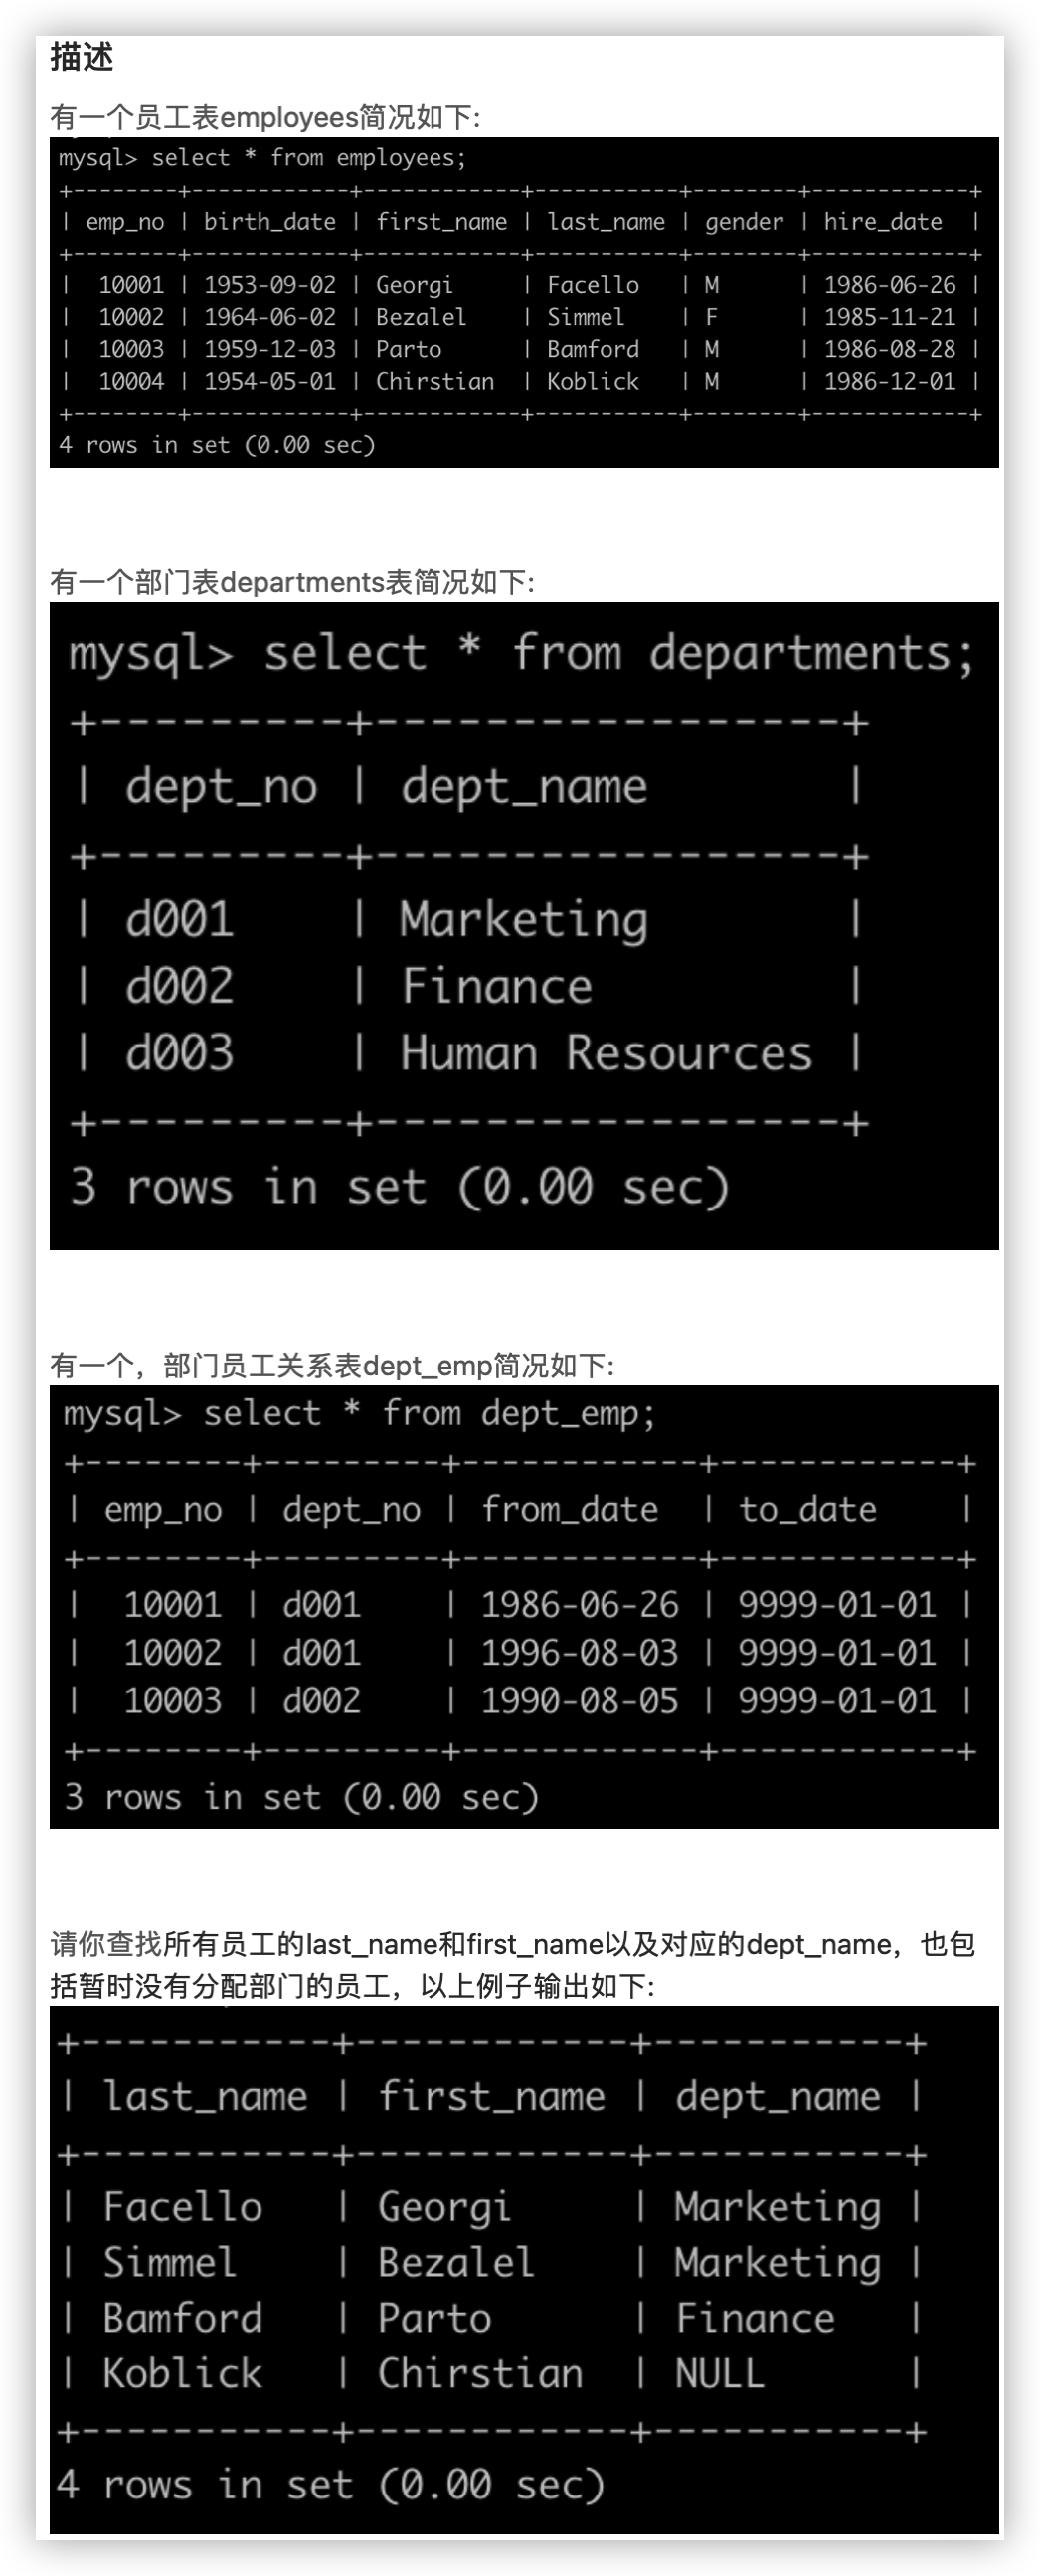 描述
有一个员工表employees简况如下:
mysql> select * from employees;
+--------+------------+------------+-----------+--------+------------+
| emp_no | birth_date | first_name | last_name | gender | hire_date  |
+--------+------------+------------+-----------+--------+------------+
|  10001 | 1953-09-02 | Georgi     | Facello   | M      | 1986-06-26 |
|  10002 | 1964-06-02 | Bezalel    | Simmel    | F      | 1985-11-21 |
|  10003 | 1959-12-03 | Parto      | Bamford   | M      | 1986-08-28 |
|  10004 | 1954-05-01 | Chirstian  | Koblick   | M      | 1986-12-01 |
+--------+------------+------------+-----------+--------+------------+
4 rows in set (0.00 sec)
有一个部门表departments表简况如下:
mysql> select * from departments;
+---------+-----------------+
| dept_no | dept_name       |
+---------+-----------------+
| d001    | Marketing       |
| d002    | Finance         |
| d003    | Human Resources |
+---------+-----------------+
3 rows in set (0.00 sec)
有一个，部门员工关系表dept_emp简况如下:
mysql> select * from dept_emp;
+--------+---------+------------+------------+
| emp_no | dept_no | from_date  | to_date    |
+--------+---------+------------+------------+
|  10001 | d001    | 1986-06-26 | 9999-01-01 |
|  10002 | d001    | 1996-08-03 | 9999-01-01 |
|  10003 | d002    | 1990-08-05 | 9999-01-01 |
+--------+---------+------------+------------+
3 rows in set (0.00 sec)
请你查找所有员工的last_name和first_name以及对应的dept_name，也包
括暂时没有分配部门的员工，以上例子输出如下:
+-----------+------------+-----------+
| last_name | first_name | dept_name |
+-----------+------------+-----------+
| Facello   | Georgi     | Marketing |
| Simmel    | Bezalel    | Marketing |
| Bamford   | Parto      | Finance   |
| Koblick   | Chirstian  | NULL      |
+-----------+------------+-----------+
4 rows in set (0.00 sec)